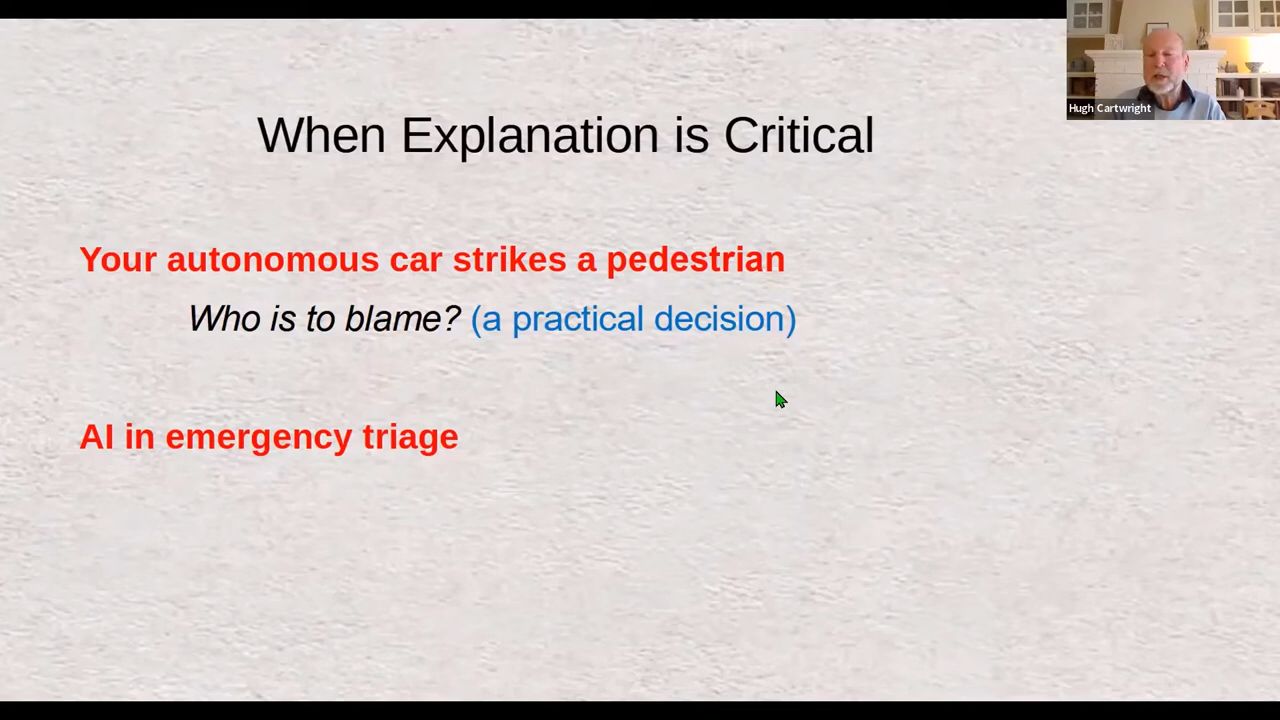 When Explanation is Critical
Your autonomous car strikes a pedestrian
Who is to blame? (a practical decision)
AI in emergency triage
Hugh Cartwright